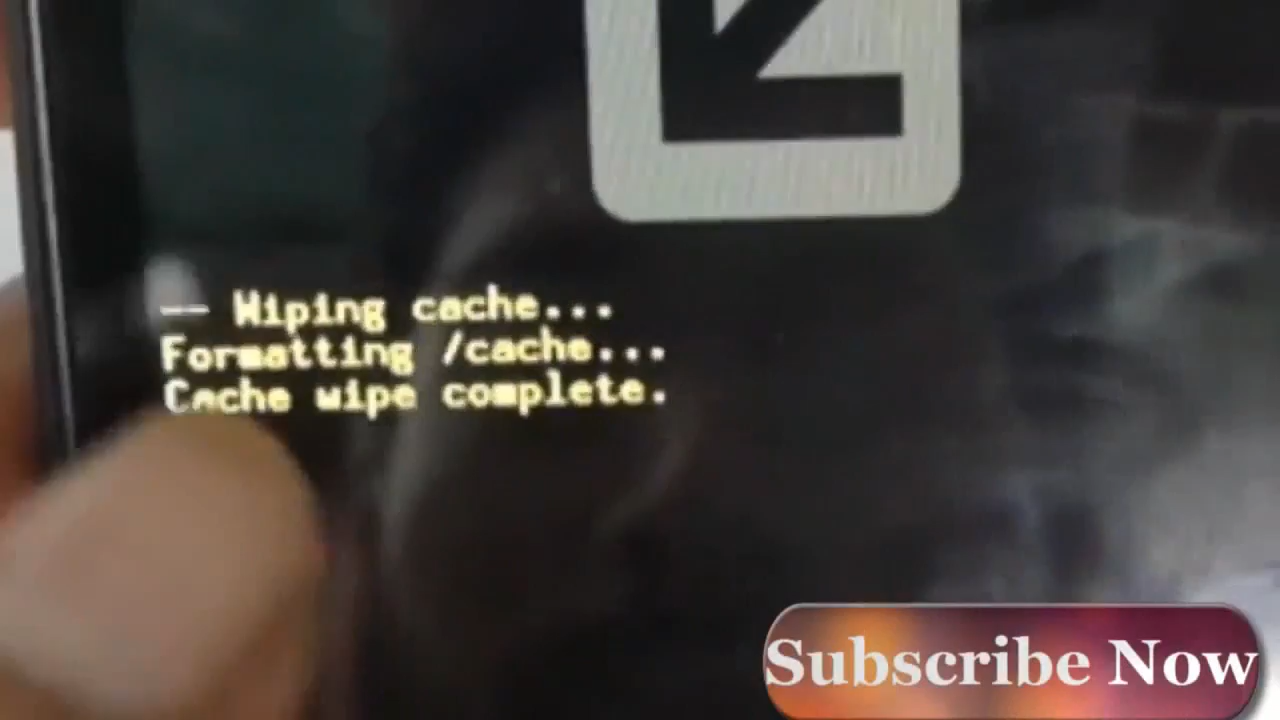 -- Wiping cache...
Formatting /cache...
Cache wipe complete.
Subscribe Now